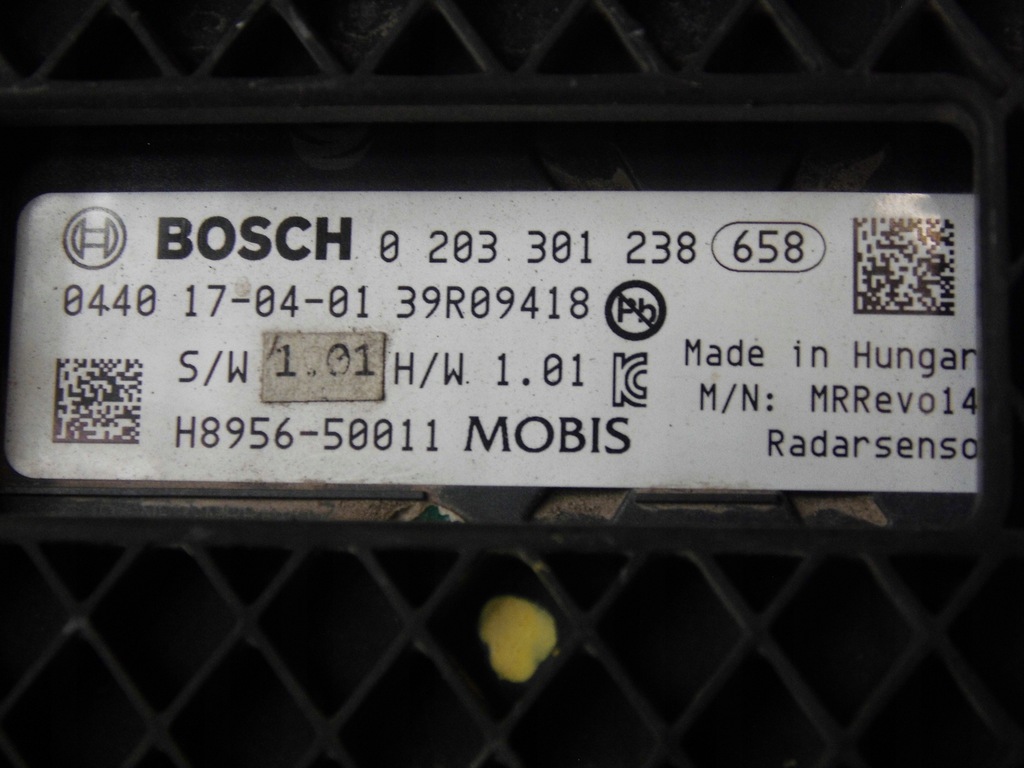 BOSCH 0 203 301 238 658
0440 17-04-01 39R09418 Pb
S/W 1.01 H/W 1.01
Made in Hungar
M/N: MRRevo14
H8956-50011 MOBIS
Radarsenso